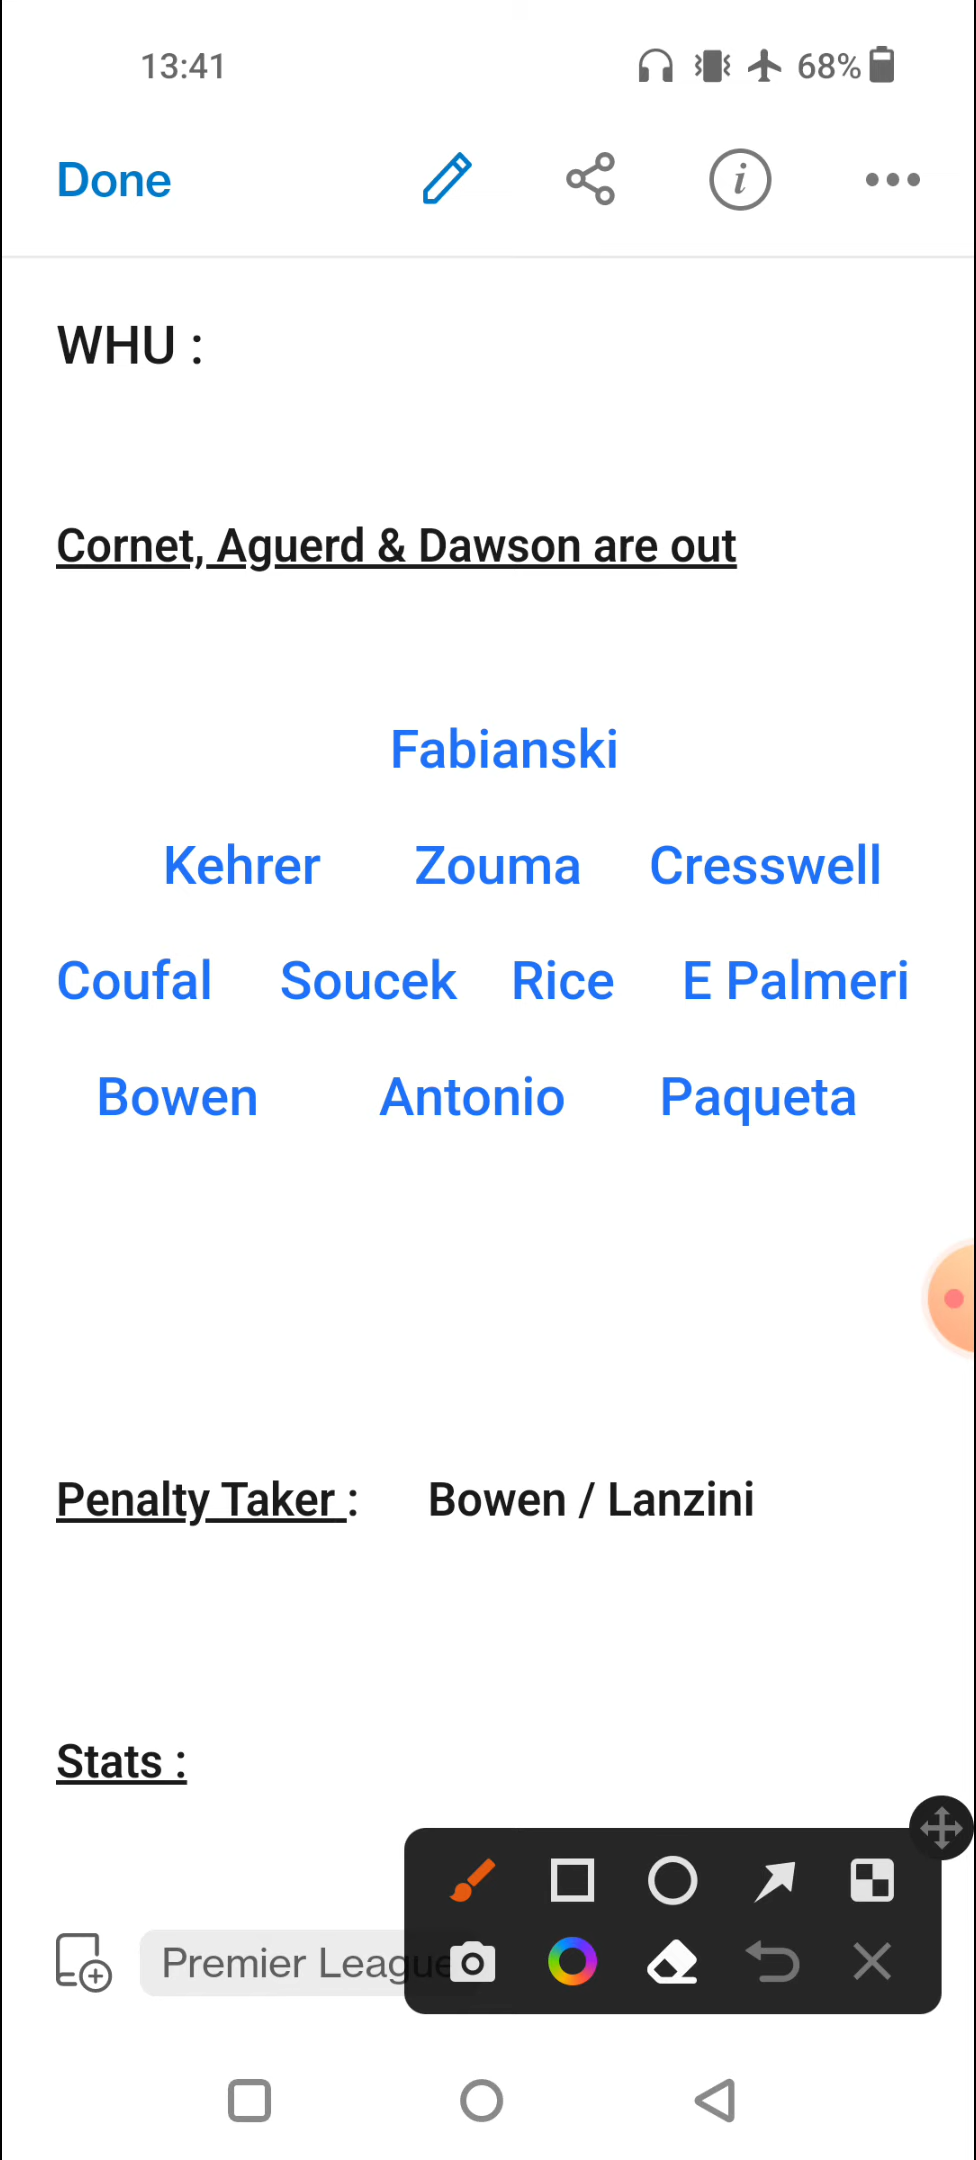 13:41 68%
Done
WHU :
Cornet, Aguerd & Dawson are out
Fabianski
Kehrer Zouma Cresswell
Coufal Soucek Rice E Palmeri
Bowen Antonio Paqueta
Penalty Taker : Bowen / Lanzini
Stats :
Premier League